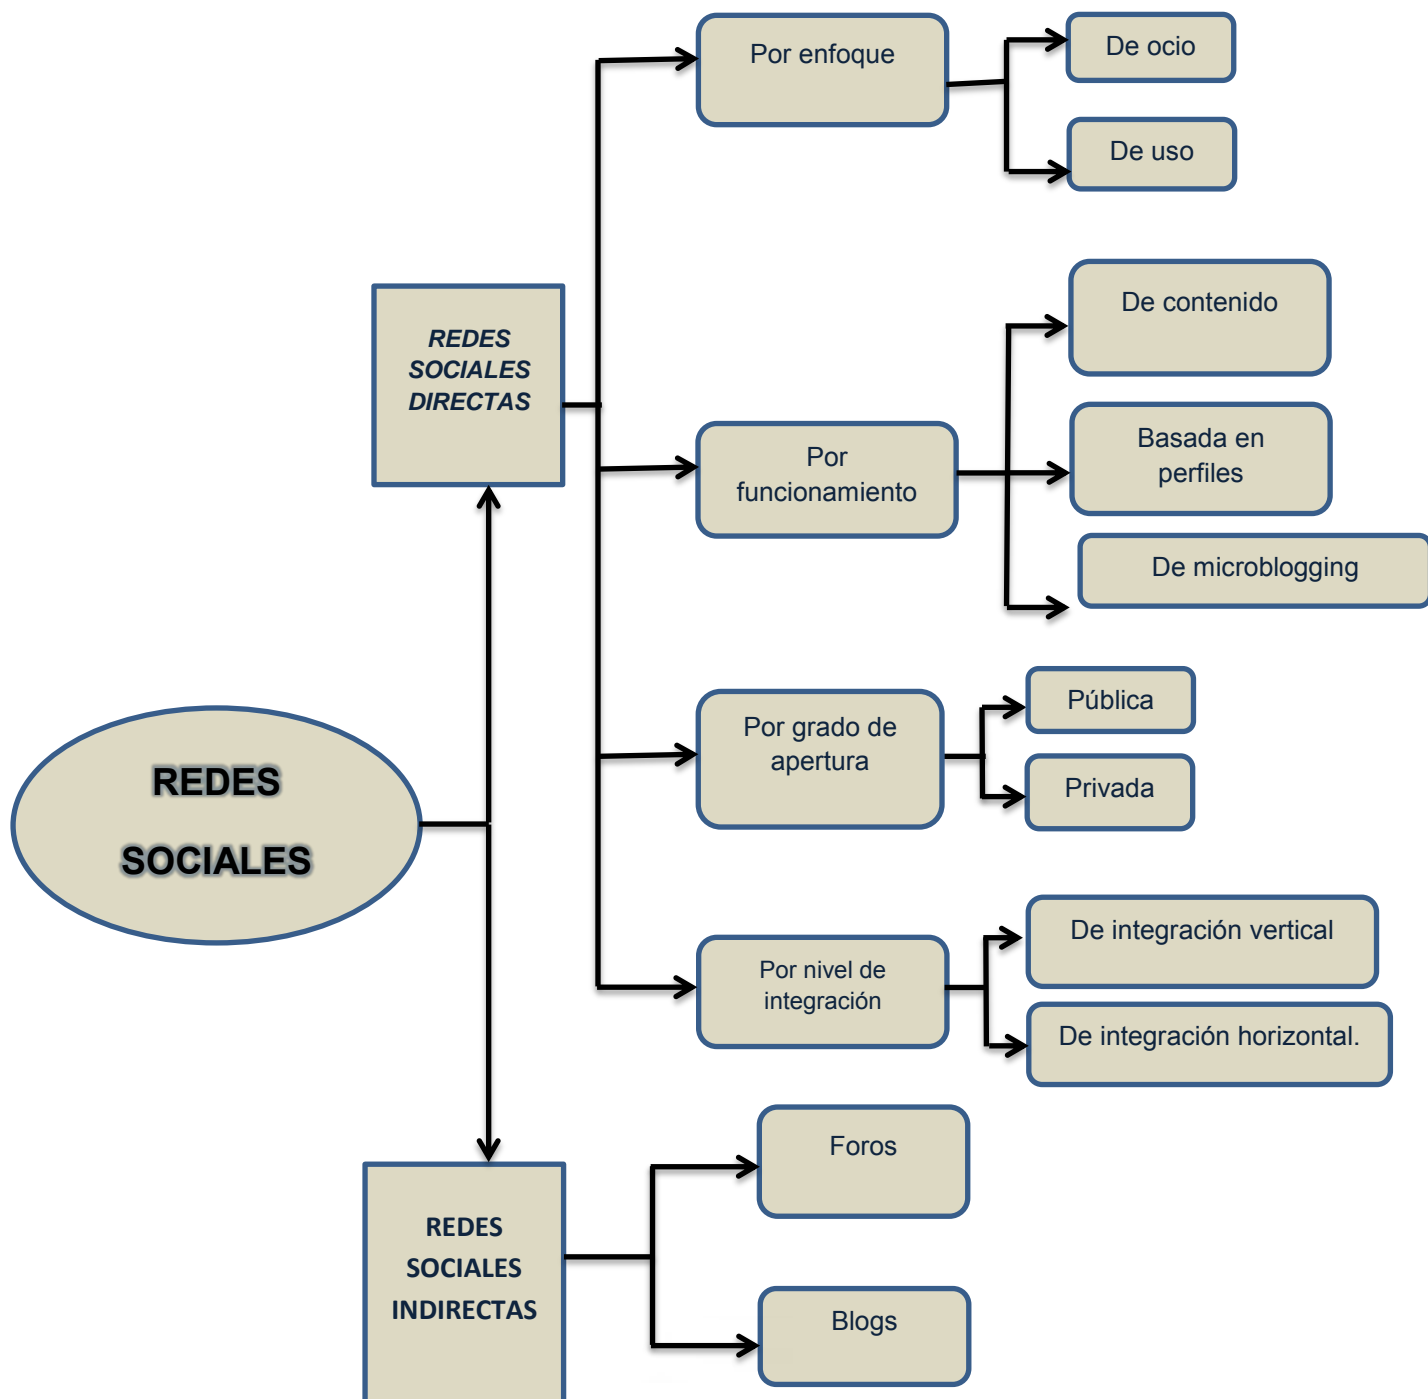 Por enfoque
De ocio
De uso
REDES
SOCIALES
DIRECTAS
De contenido
Por
funcionamiento
Basada en
perfiles
De microblogging
Por grado de
apertura
Pública
Privada
REDES
SOCIALES
Por nivel de
integración
De integración vertical
De integración horizontal.
REDES
SOCIALES
INDIRECTAS
Foros
Blogs